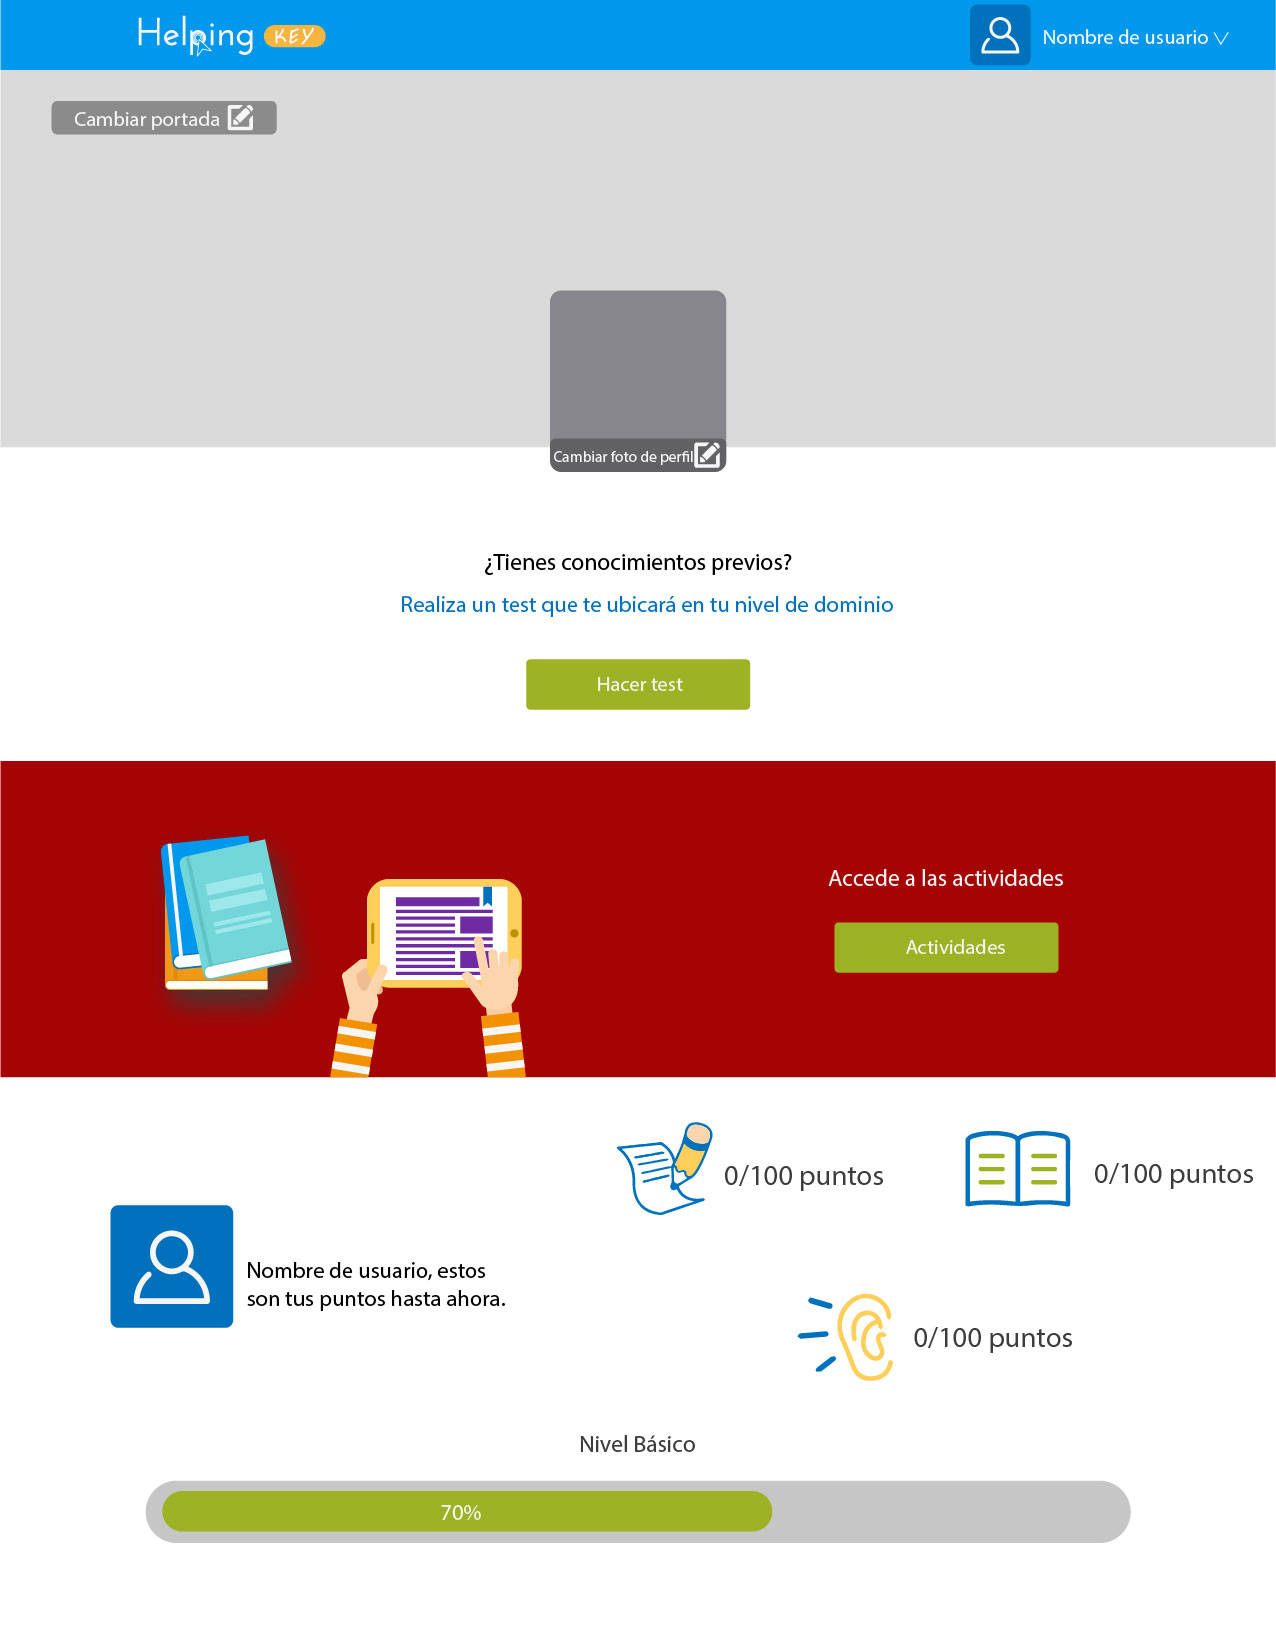 Helping KEY
Nombre de usuario
Cambiar portada
Cambiar foto de perfil
¿Tienes conocimientos previos?
Realiza un test que te ubicará en tu nivel de dominio
Hacer test
Accede a las actividades
Actividades
0/100 puntos
0/100 puntos
Nombre de usuario, estos
son tus puntos hasta ahora.
0/100 puntos
Nivel Básico
70%